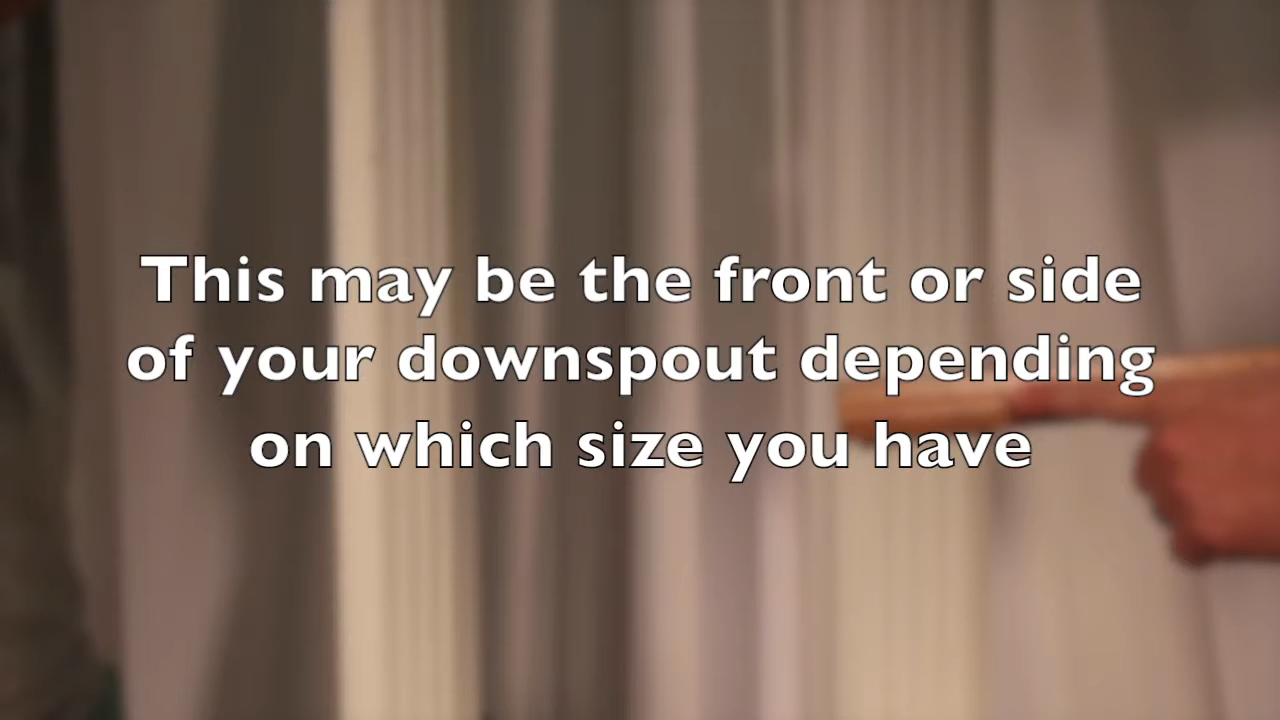 This may be the front or side
of your downspout depending
on which size you have